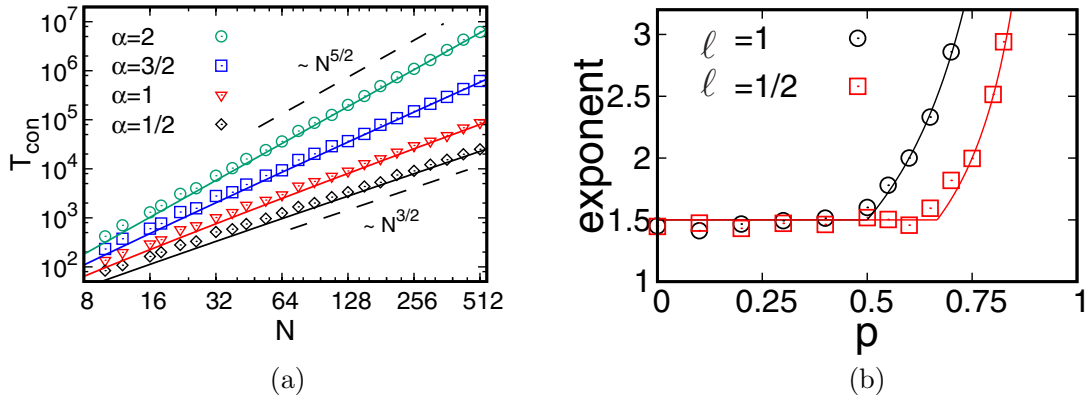 10^7
10^6
10^5
10^4
10^3
10^2
T_con
α=2
α=3/2
α=1
α=1/2
~ N^{5/2}
~ N^{3/2}
8 16 32 64 128 256 512
N
(a)
3
2.5
2
1.5
1
exponent
ℓ =1
ℓ =1/2
0 0.25 0.5 0.75 1
p
(b)